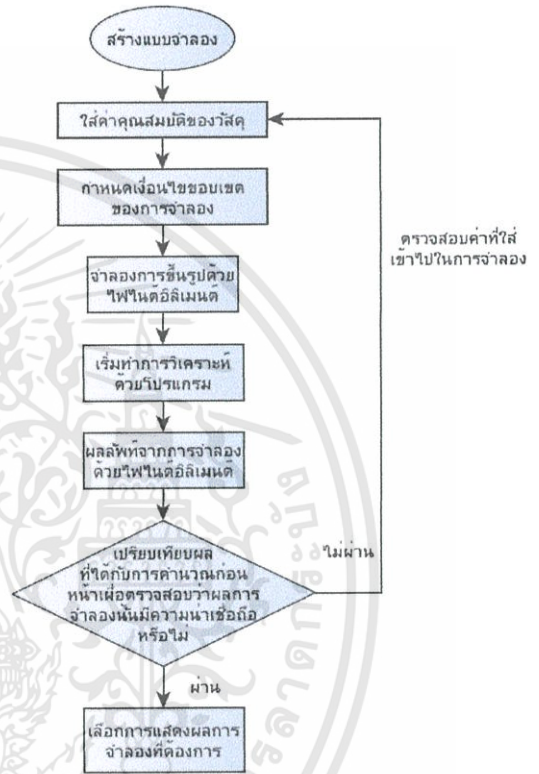 สร้างแบบจำลอง
ใส่ค่าคุณสมบัติของวัสดุ
กำหนดเงื่อนไขขอบเขต
ของการจำลอง
จำลองการขึ้นรูปด้วย
ไฟไนต์อิลิเมนต์
เริ่มทำการวิเคราะห์
ด้วยโปรแกรม
ผลลัพท์จากการจำลอง
ด้วยไฟไนต์อิลิเมนต์
เปรียบเทียบผล
ที่ได้กับการคำนวณก่อน
หน้าเผื่อตรวจสอบว่าผลการ
จำลองนั้นมีความน่าเชื่อถือ
หรือไม่
ไม่ผ่าน
ตรวจสอบค่าที่ใส่
เข้าไปในการจำลอง
ผ่าน
เลือกการแสดงผลการ
จำลองที่ต้องการ